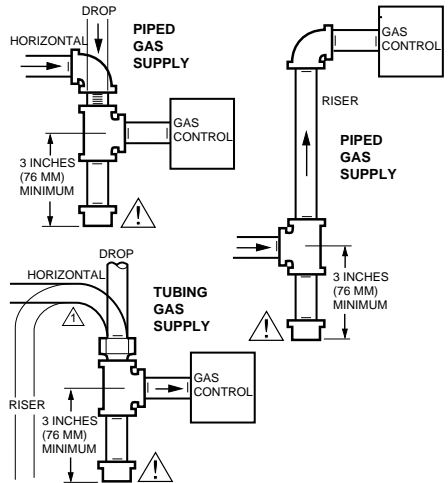 DROP
HORIZONTAL
PIPED
GAS
SUPPLY
GAS
CONTROL
3 INCHES
(76 MM)
MINIMUM
!
GAS
CONTROL
RISER
PIPED
GAS
SUPPLY
3 INCHES
(76 MM)
MINIMUM
!
DROP
HORIZONTAL
1
TUBING
GAS
SUPPLY
GAS
CONTROL
RISER
3 INCHES
(76 MM)
MINIMUM
!